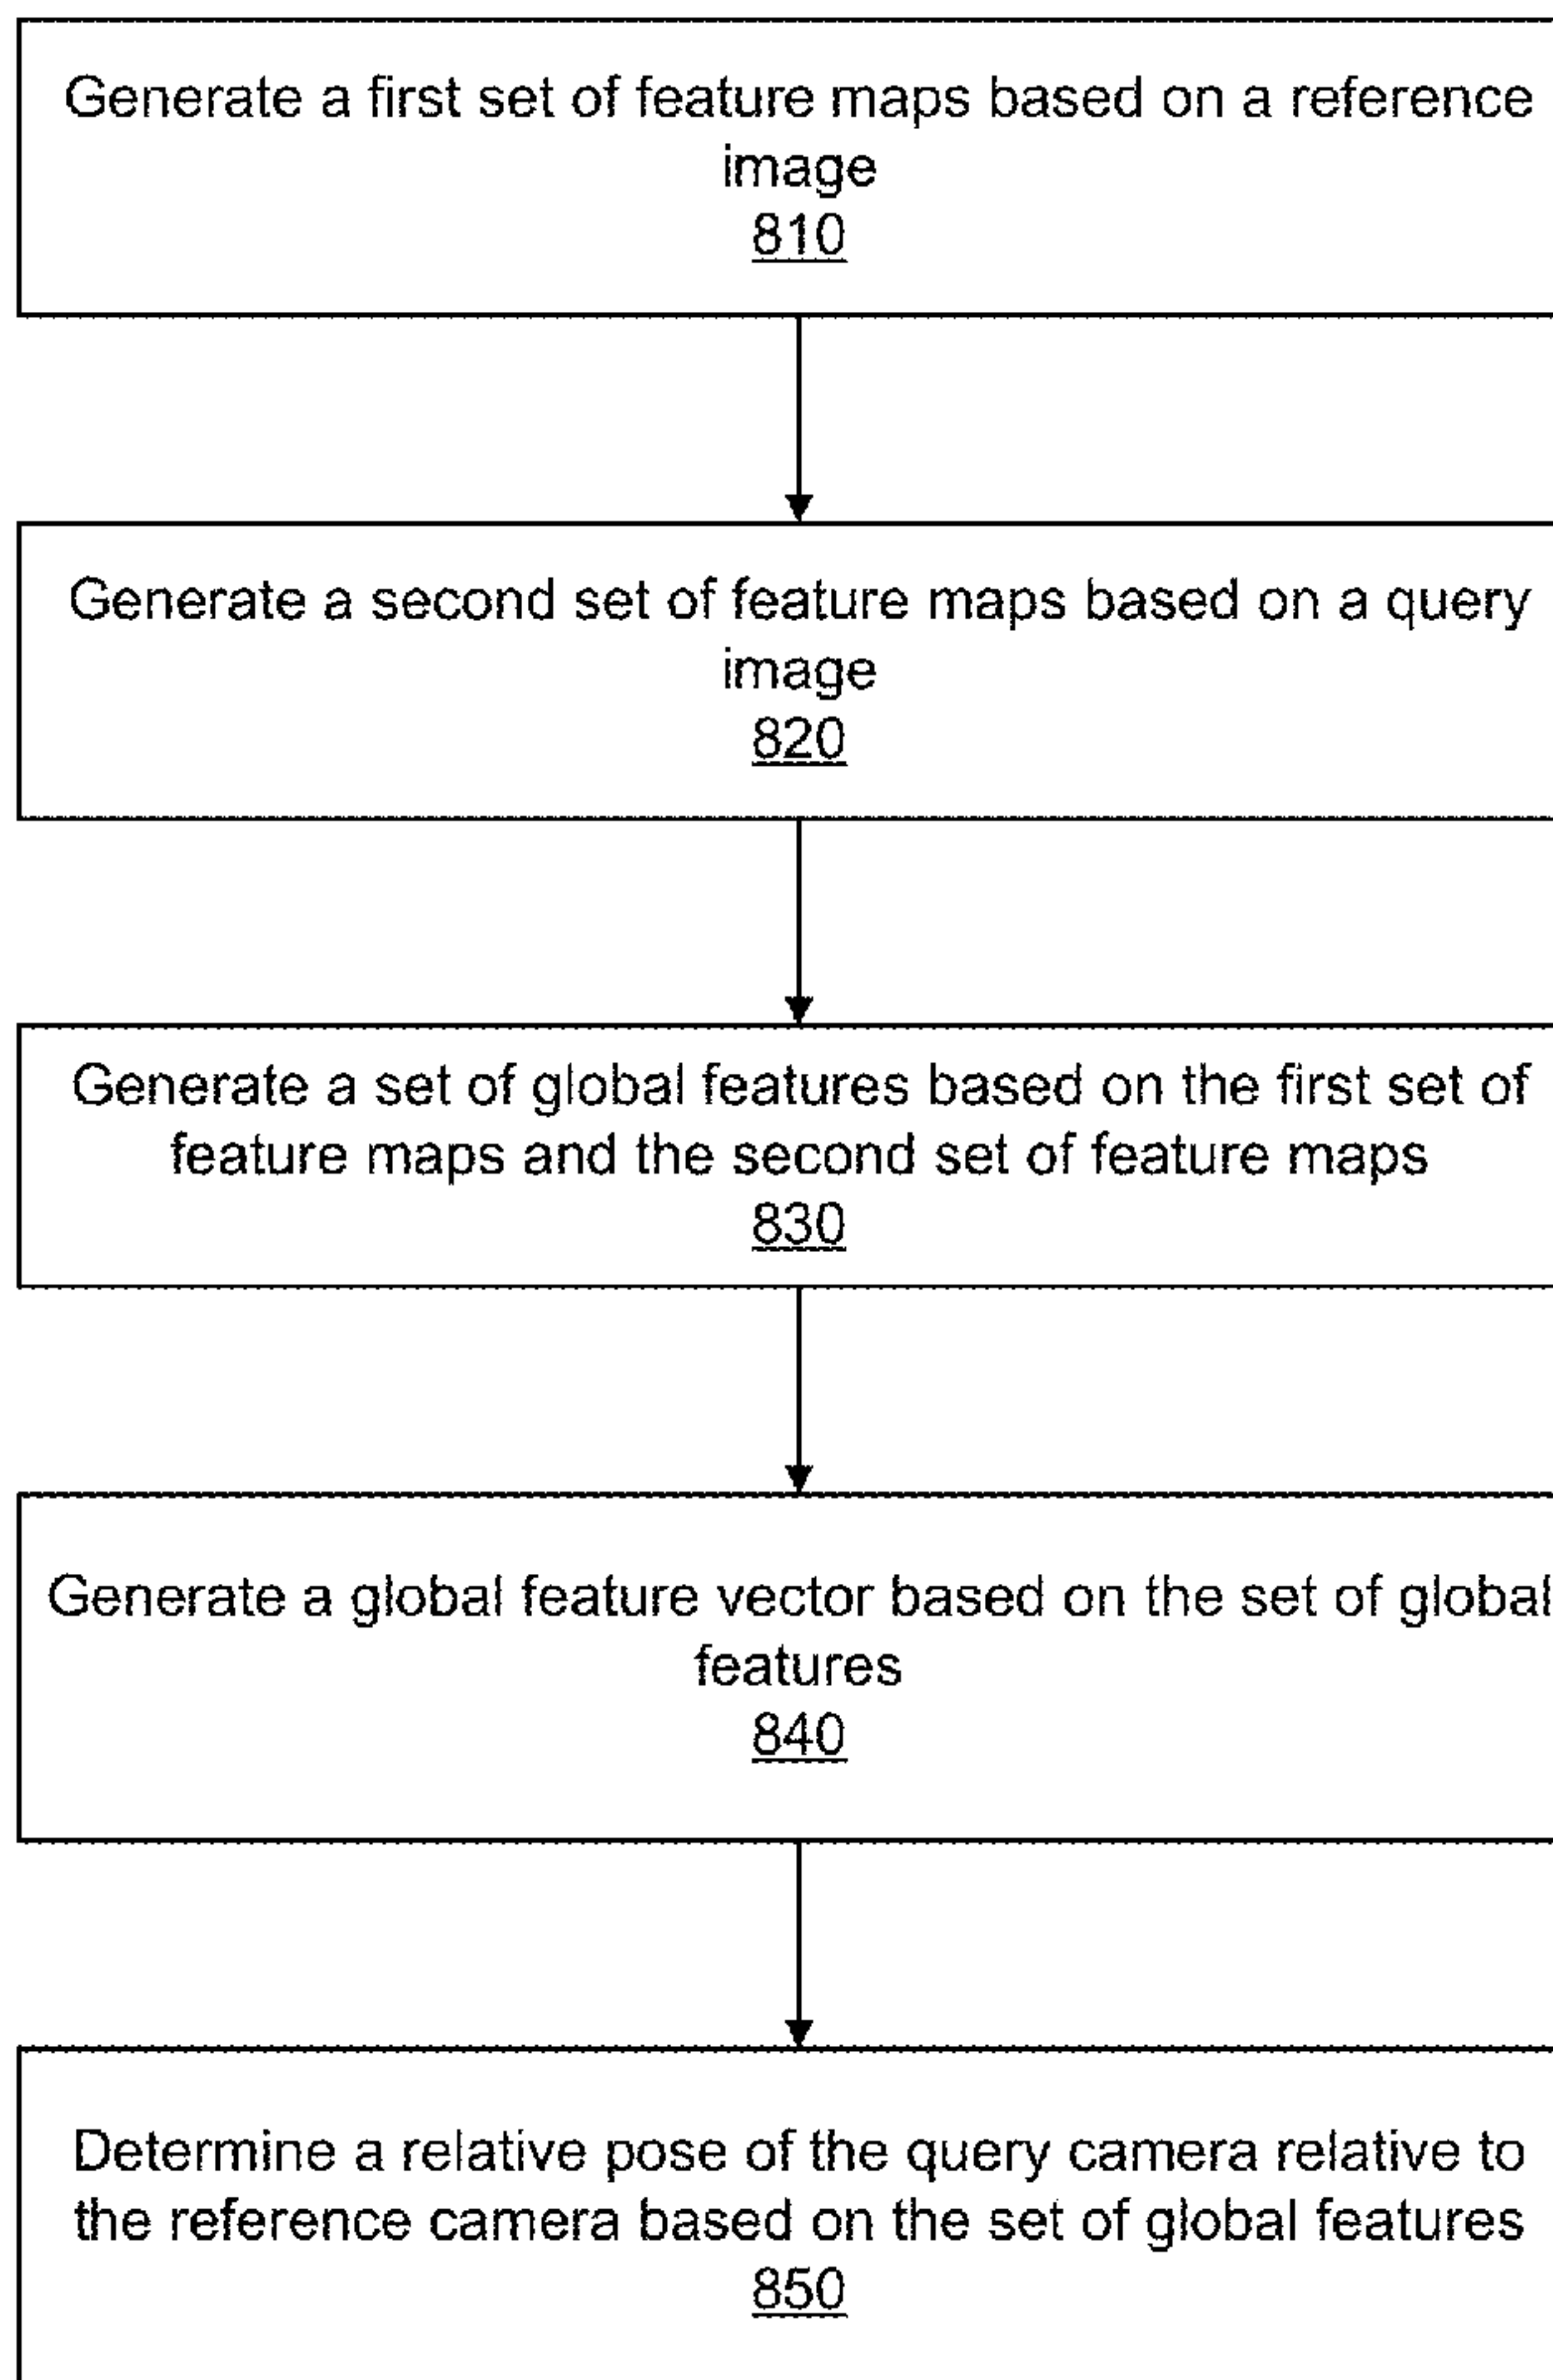 Generate a first set of feature maps based on a reference
image
810
Generate a second set of feature maps based on a query
image
820
Generate a set of global features based on the first set of
feature maps and the second set of feature maps
830
Generate a global feature vector based on the set of global
features
840
Determine a relative pose of the query camera relative to
the reference camera based on the set of global features
850